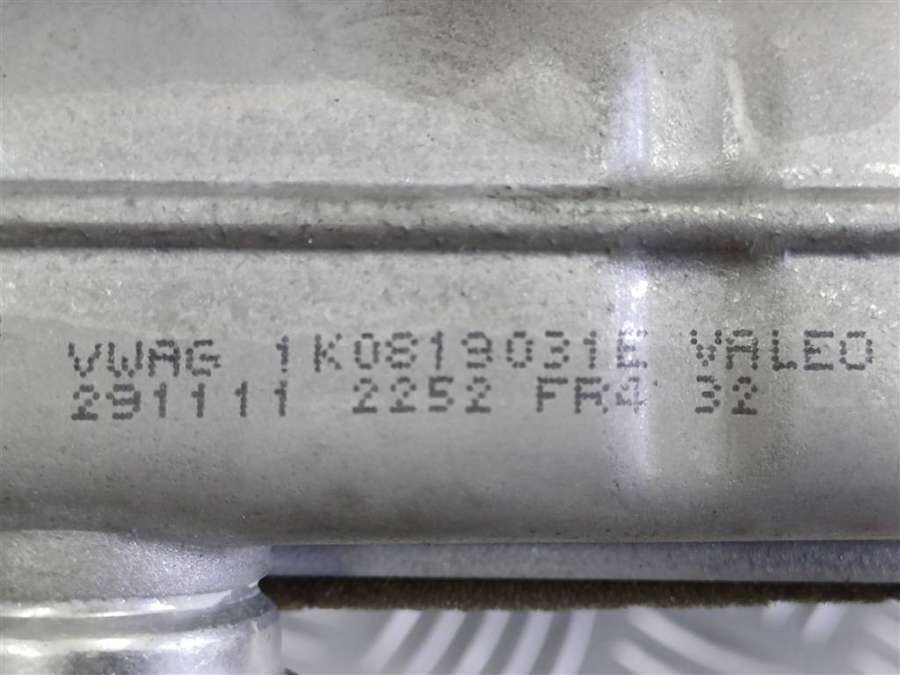 VWAG 1K0819031E VALEO
291111 2252 FR4 32